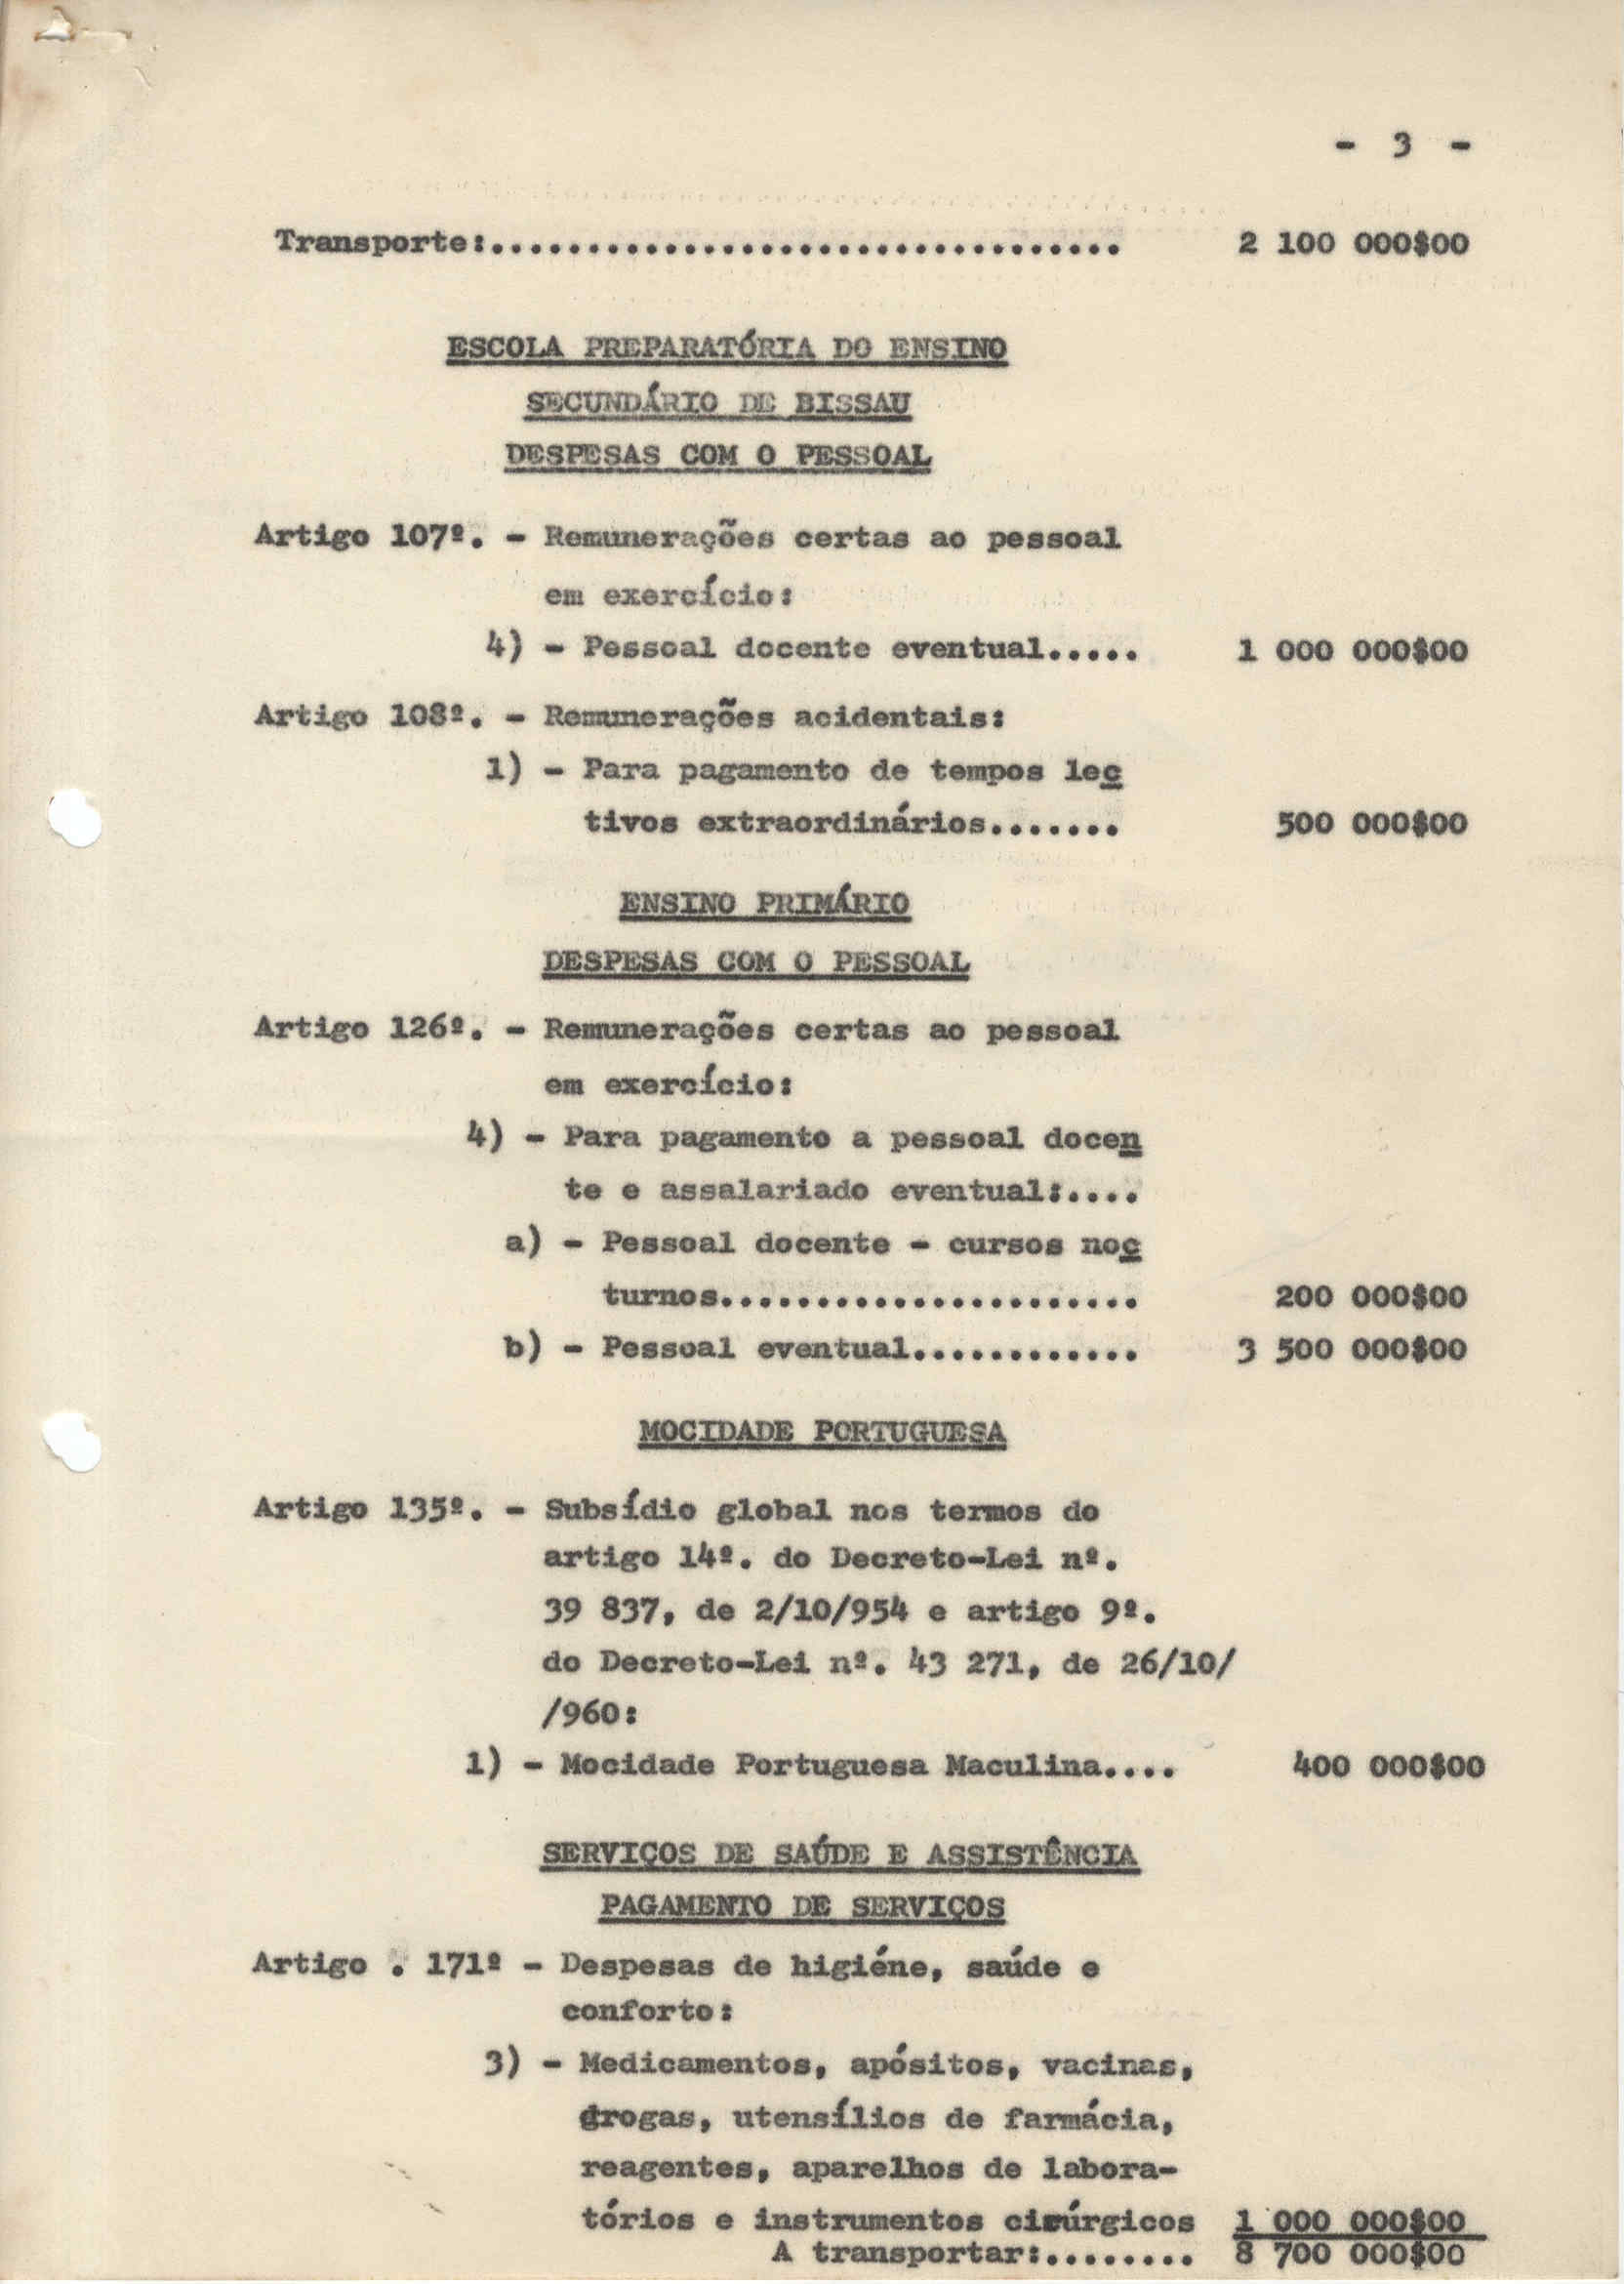 - 3 -
Transporte:................................. 2 100 000$00
ESCOLA PREPARATÓRIA DO ENSINO
SECUNDÁRIO DE BISSAU
DESPESAS COM O PESSOAL
Artigo 107º. - Remunerações certas ao pessoal
em exercício:
4) - Pessoal docente eventual..... 1 000 000$00
Artigo 108º. - Remunerações acidentais:
1) - Para pagamento de tempos lec
tivos extraordinários....... 500 000$00
ENSINO PRIMÁRIO
DESPESAS COM O PESSOAL
Artigo 126º. - Remunerações certas ao pessoal
em exercício:
4) - Para pagamento a pessoal docen
te e assalariado eventual:....
a) - Pessoal docente - cursos noc
turnos...................... 200 000$00
b) - Pessoal eventual............ 3 500 000$00
MOCIDADE PORTUGUESA
Artigo 135º. - Subsídio global nos termos do
artigo 14º. do Decreto-Lei nº.
39 837, de 2/10/954 e artigo 9º.
do Decreto-Lei nº. 43 271, de 26/10/
/960:
1) - Mocidade Portuguesa Maculina.... 400 000$00
SERVIÇOS DE SAÚDE E ASSISTÊNCIA
PAGAMENTO DE SERVIÇOS
Artigo . 171º - Despesas de higiéne, saúde e
conforto:
3) - Medicamentos, apósitos, vacinas,
drogas, utensílios de farmácia,
reagentes, aparelhos de labora-
tórios e instrumentos cirúrgicos 1 000 000$00
A transportar:........ 8 700 000$00